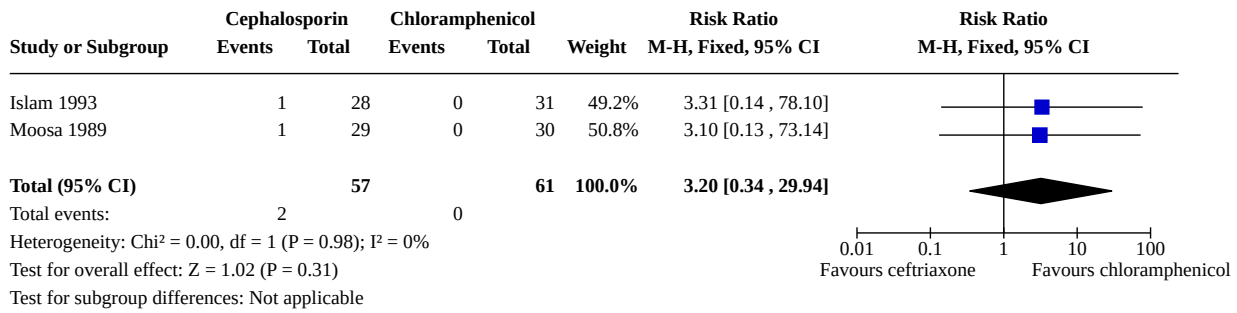 Cephalosporin Chloramphenicol Risk Ratio Risk Ratio
Study or Subgroup Events Total Events Total Weight M-H, Fixed, 95% CI M-H, Fixed, 95% CI
Islam 1993 1 28 0 31 49.2% 3.31 [0.14 , 78.10]
Moosa 1989 1 29 0 30 50.8% 3.10 [0.13 , 73.14]
Total (95% CI) 57 61 100.0% 3.20 [0.34 , 29.94]
Total events: 2 0
Heterogeneity: Chi² = 0.00, df = 1 (P = 0.98); I² = 0%
0.01 0.1 1 10 100
Test for overall effect: Z = 1.02 (P = 0.31)
Favours ceftriaxone Favours chloramphenicol
Test for subgroup differences: Not applicable